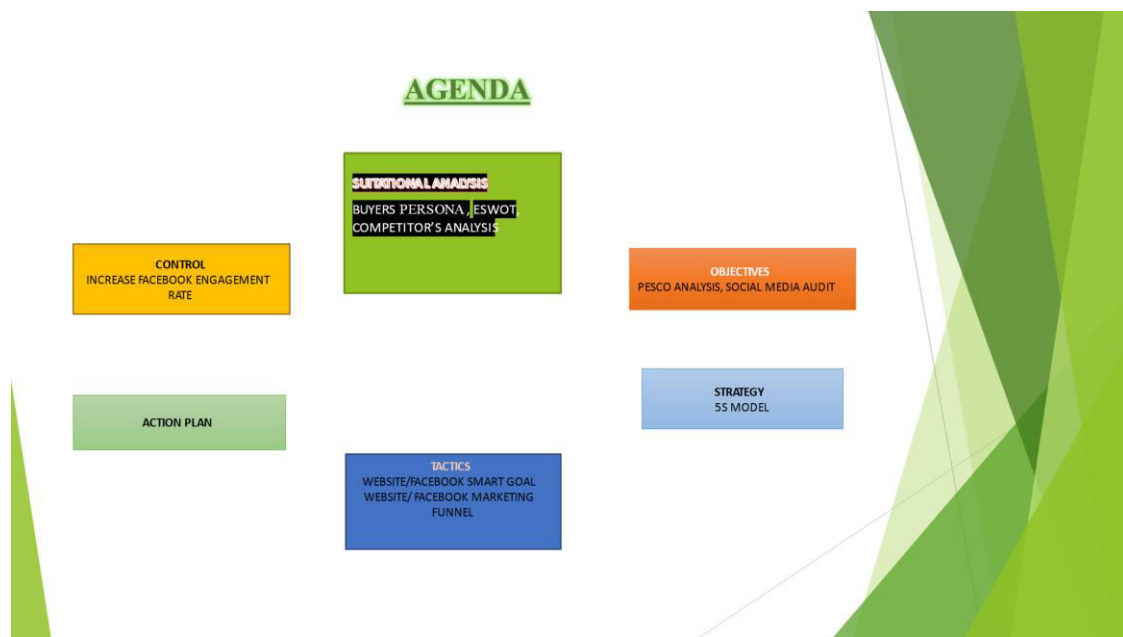 AGENDA
SUITATIONAL ANALYSIS
BUYERS PERSONA, ESWOT,
COMPETITOR'S ANALYSIS
CONTROL
INCREASE FACEBOOK ENGAGEMENT
RATE
OBJECTIVES
PESCO ANALYSIS, SOCIAL MEDIA AUDIT
ACTION PLAN
STRATEGY
5S MODEL
TACTICS
WEBSITE/FACEBOOK SMART GOAL
WEBSITE/ FACEBOOK MARKETING
FUNNEL